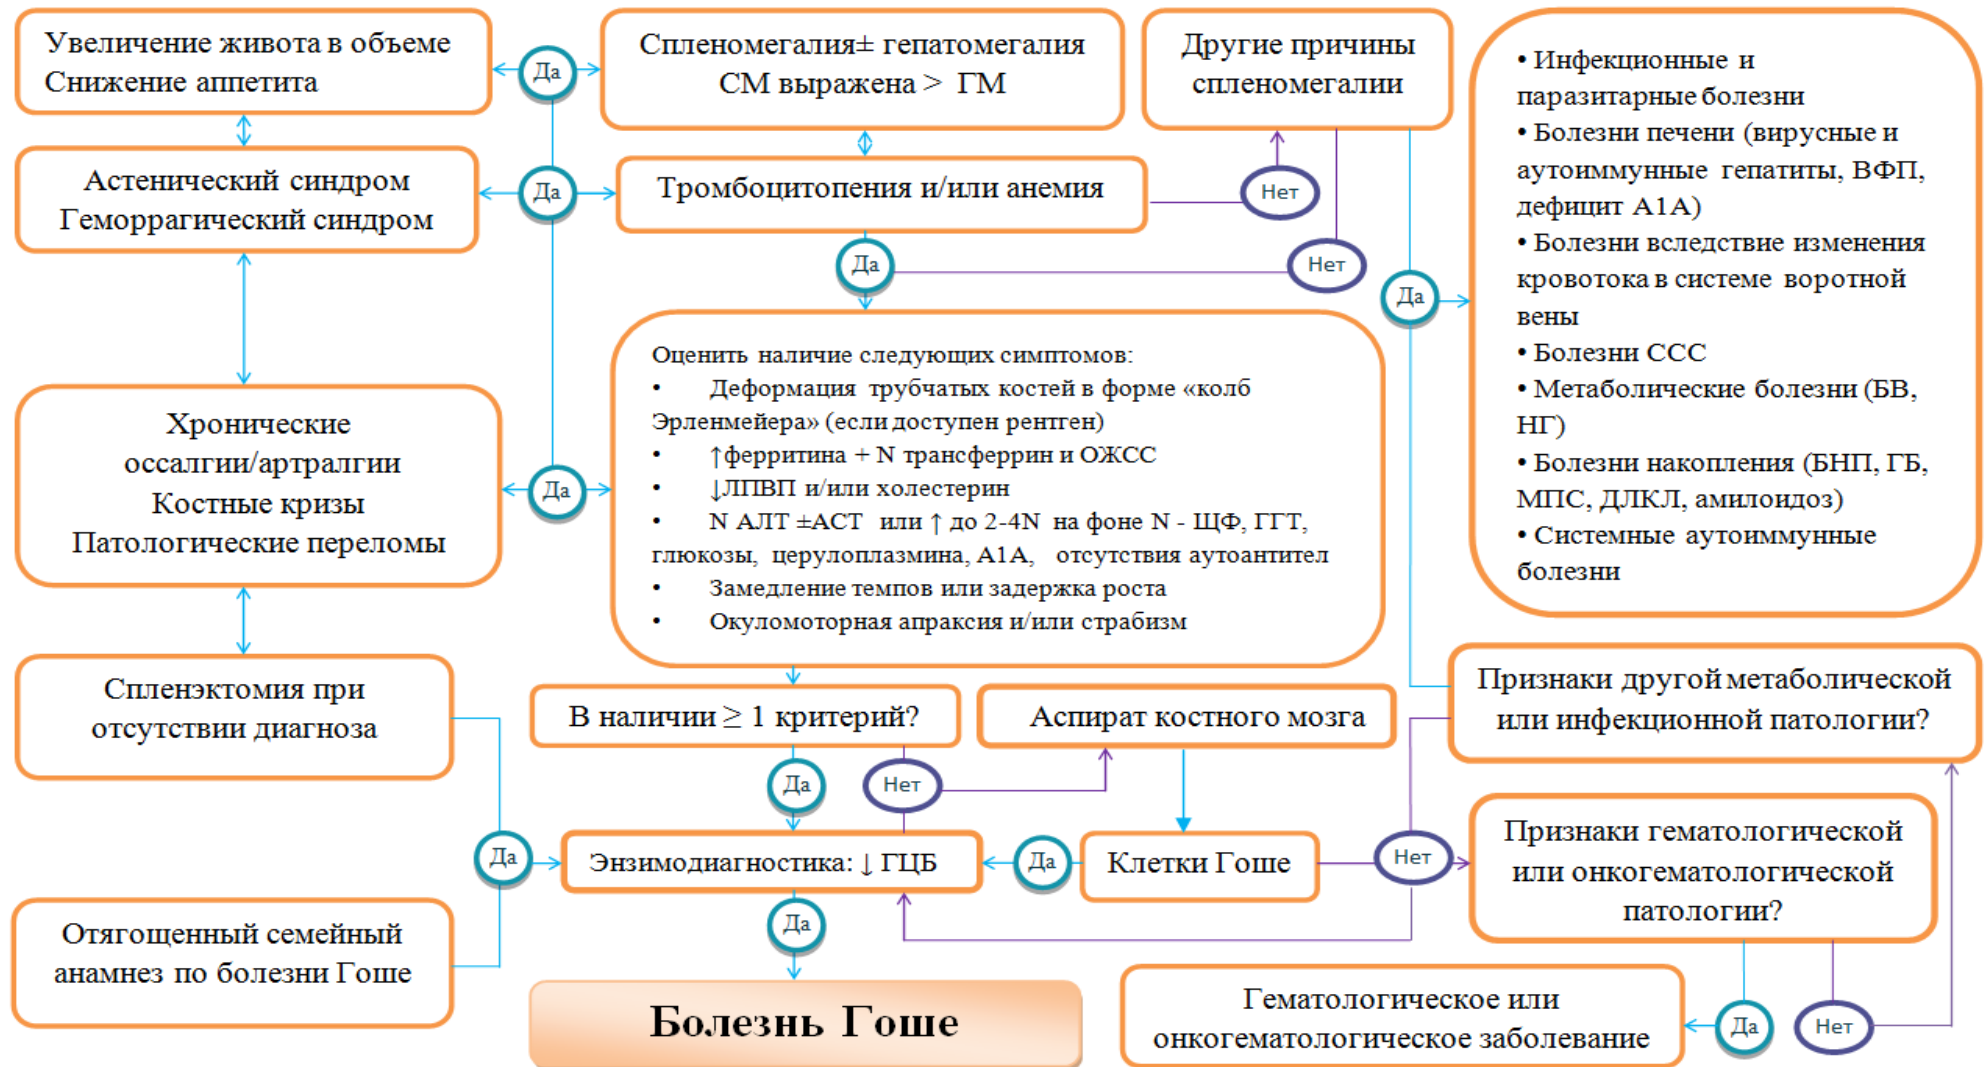 Увеличение живота в объеме
Снижение аппетита
Да
Спленомегалия± гепатомегалия
СМ выражена > ГМ
Другие причины
спленомегалии
• Инфекционные и
паразитарные болезни
• Болезни печени (вирусные и
аутоиммунные гепатиты, ВФП,
дефицит А1А)
• Болезни вследствие изменения
кровотока в системе воротной
вены
• Болезни ССС
• Метаболические болезни (БВ,
НГ)
• Болезни накопления (БНП, ГБ,
МПС, ДЛКЛ, амилоидоз)
• Системные аутоиммунные
болезни
Астенический синдром
Геморрагический синдром
Да
Тромбоцитопения и/или анемия
Нет
Да
Нет
Да
Хронические
оссалгии/артралгии
Костные кризы
Патологические переломы
Да
Оценить наличие следующих симптомов:
• Деформация трубчатых костей в форме «колб
Эрленмейера» (если доступен рентген)
• ↑ферритина + N трансферрин и ОЖСС
• ↓ЛПВП и/или холестерин
• N АЛТ ±АСТ или ↑ до 2-4N на фоне N - ЩФ, ГГТ,
глюкозы, церулоплазмина, А1А, отсутствия аутоантител
• Замедление темпов или задержка роста
• Окуломоторная апраксия и/или страбизм
Спленэктомия при
отсутствии диагноза
В наличии ≥ 1 критерий?
Аспират костного мозга
Признаки другой метаболической
или инфекционной патологии?
Да
Нет
Да
Энзимодиагностика: ↓ ГЦБ
Да
Клетки Гоше
Нет
Признаки гематологической
или онкогематологической
патологии?
Отягощенный семейный
анамнез по болезни Гоше
Да
Болезнь Гоше
Гематологическое или
онкогематологическое заболевание
Да
Нет